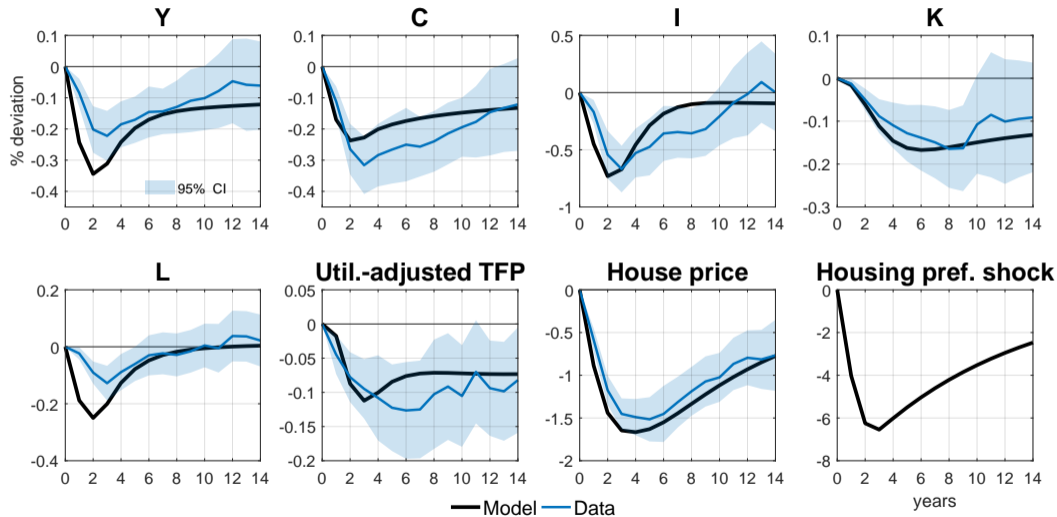 Y
C
I
K
% deviation
0.1
0
-0.1
-0.2
-0.3
-0.4
95% CI
0 2 4 6 8 10 12 14
0.1
0
-0.1
-0.2
-0.3
-0.4
0 2 4 6 8 10 12 14
0.5
0
-0.5
-1
0 2 4 6 8 10 12 14
0.1
0
-0.1
-0.2
-0.3
0 2 4 6 8 10 12 14
L
Util.-adjusted TFP
House price
Housing pref. shock
0.2
0
-0.2
-0.4
0 2 4 6 8 10 12 14
0.05
0
-0.05
-0.1
-0.15
-0.2
0 2 4 6 8 10 12 14
0
-0.5
-1
-1.5
-2
0 2 4 6 8 10 12 14
0
-2
-4
-6
-8
0 2 4 6 8 10 12 14
years
Model Data